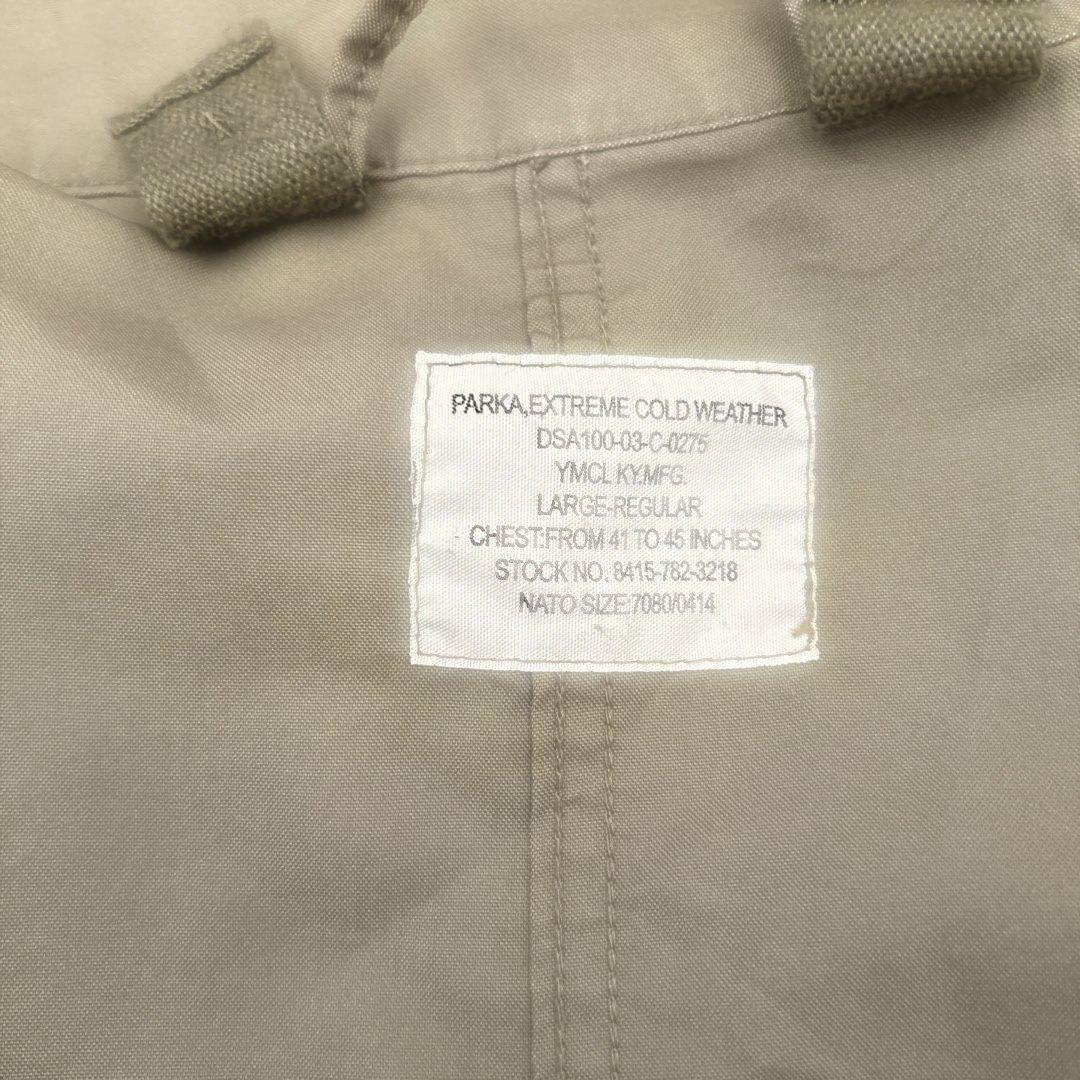 PARKA,EXTREME COLD WEATHER
DSA100-03-C-0275
YMCL KY.MFG.
LARGE-REGULAR
CHEST:FROM 41 TO 45 INCHES
STOCK NO. 8415-782-3218
NATO SIZE:7080/0414